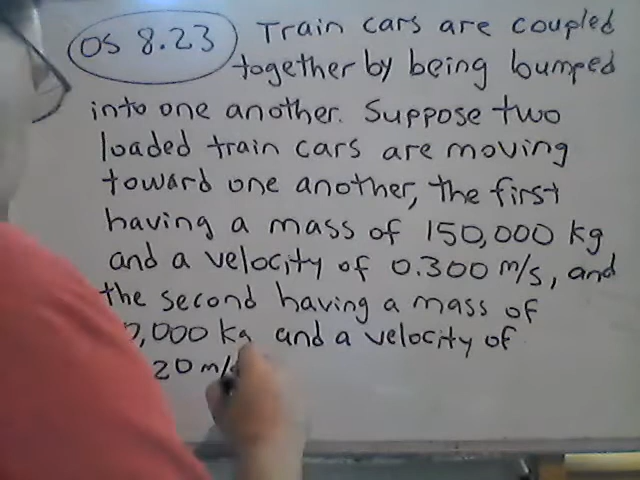 OS 8.23 Train cars are coupled
together by being bumped
into one another. Suppose two
loaded train cars are moving
toward one another, the first
having a mass of 150,000 kg
and a velocity of 0.300 m/s, and
the second having a mass of
,000 kg and a velocity of
20 m/